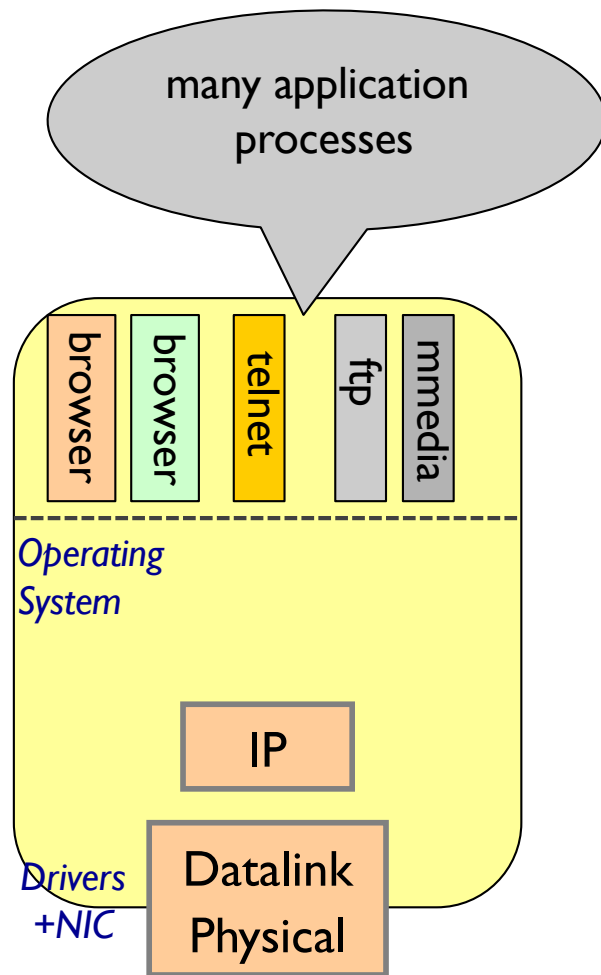 many application
processes
browser
browser
telnet
ftp
mmedia
Operating
System
IP
Datalink
Physical
Drivers
+NIC